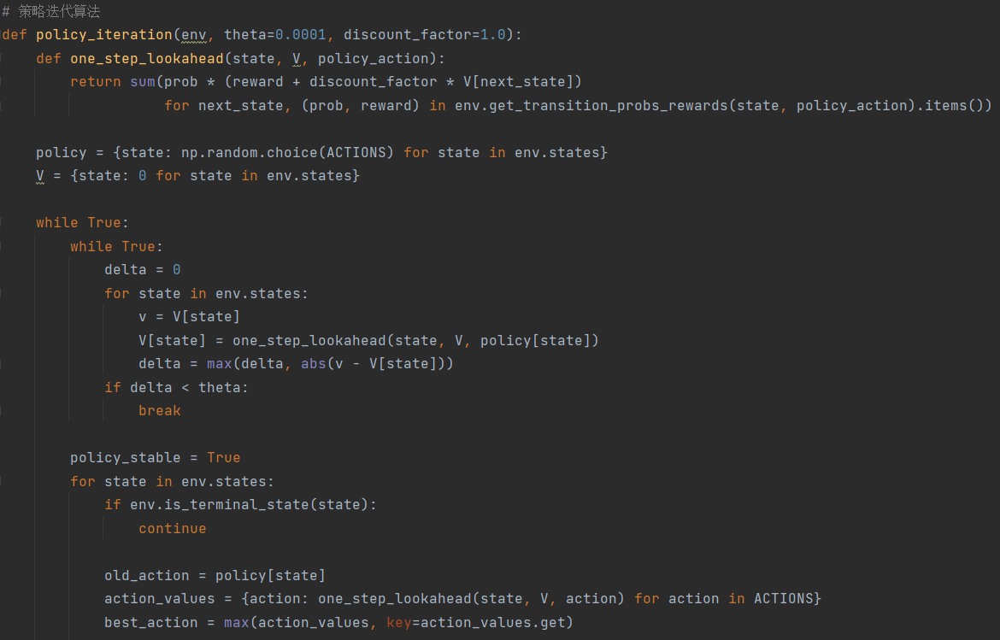 # 策略迭代算法
def policy_iteration(env, theta=0.0001, discount_factor=1.0):
    def one_step_lookahead(state, V, policy_action):
        return sum(prob * (reward + discount_factor * V[next_state])
                   for next_state, (prob, reward) in env.get_transition_probs_rewards(state, policy_action).items())

    policy = {state: np.random.choice(ACTIONS) for state in env.states}
    V = {state: 0 for state in env.states}

    while True:
        while True:
            delta = 0
            for state in env.states:
                v = V[state]
                V[state] = one_step_lookahead(state, V, policy[state])
                delta = max(delta, abs(v - V[state]))
            if delta < theta:
                break

        policy_stable = True
        for state in env.states:
            if env.is_terminal_state(state):
                continue

            old_action = policy[state]
            action_values = {action: one_step_lookahead(state, V, action) for action in ACTIONS}
            best_action = max(action_values, key=action_values.get)